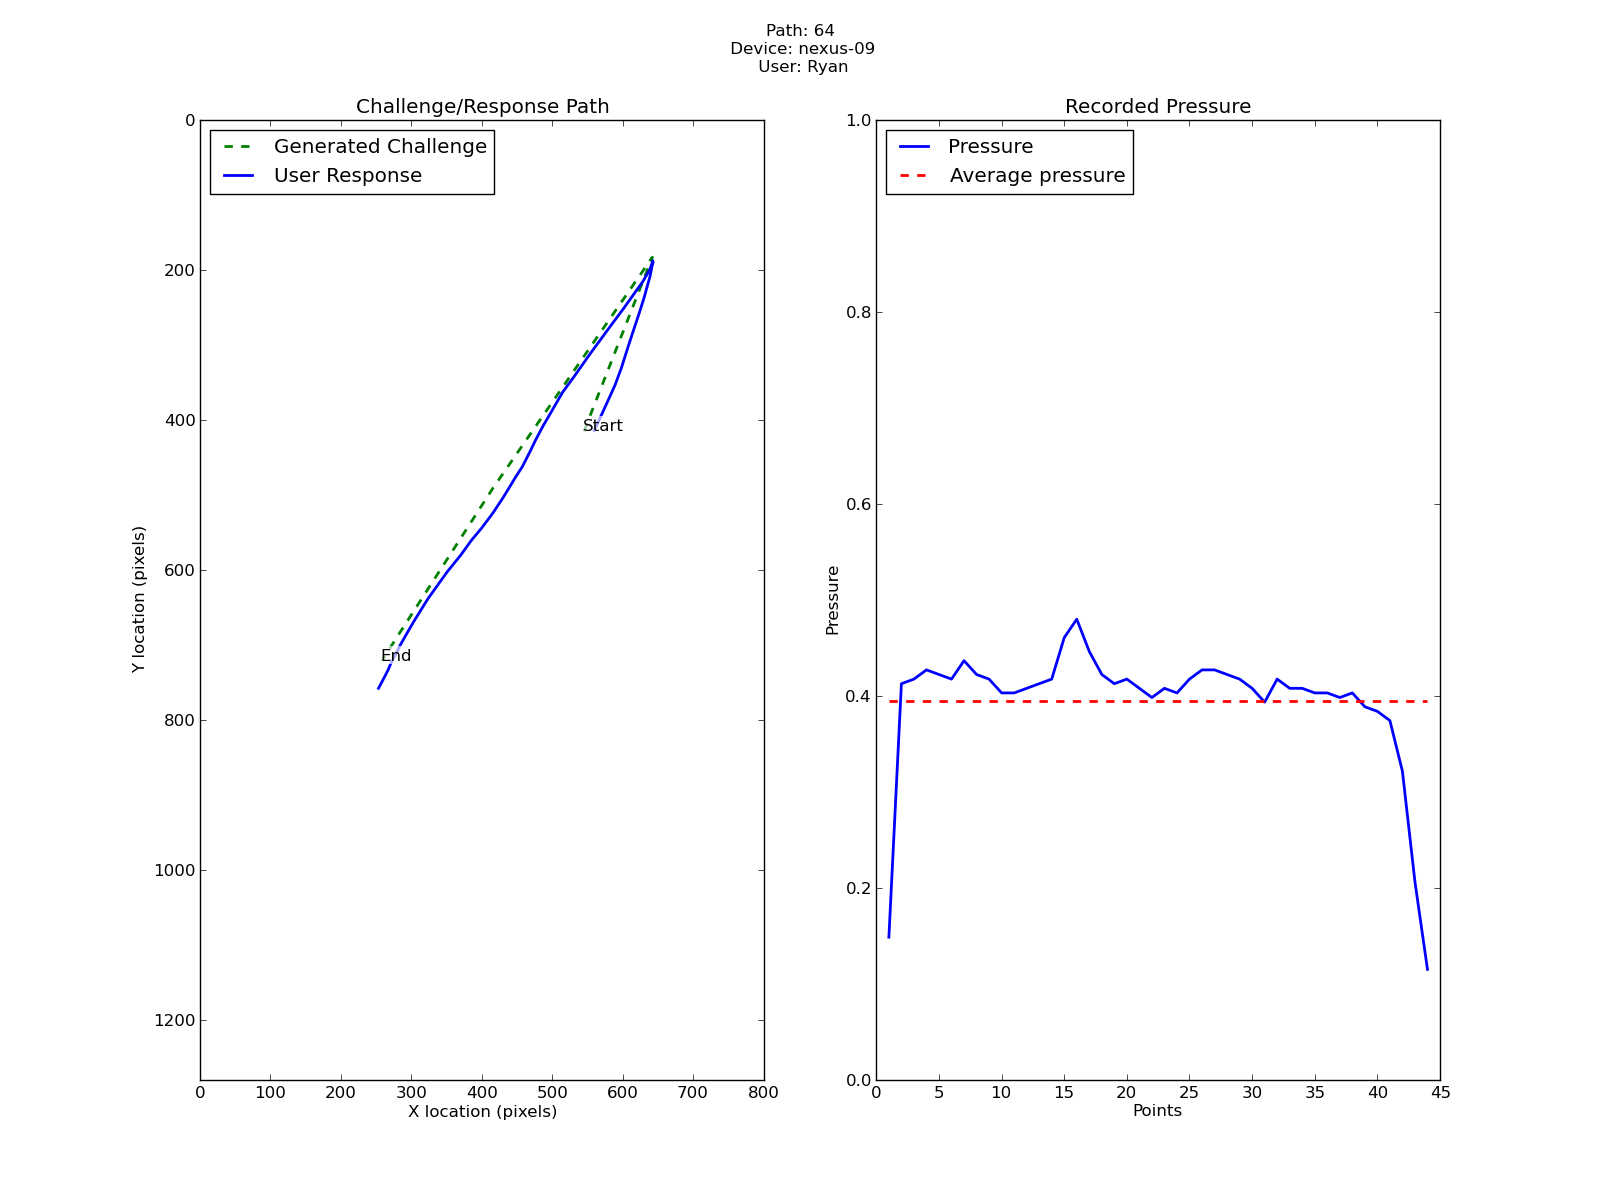 Path: 64
Device: nexus-09
User: Ryan
Challenge/Response Path
Generated Challenge
User Response
0
200
400
600
800
1000
1200
Y location (pixels)
Start
End
0 100 200 300 400 500 600 700 800
X location (pixels)
Recorded Pressure
Pressure
Average pressure
1.0
0.8
0.6
0.4
0.2
0.0
Pressure
0 5 10 15 20 25 30 35 40 45
Points